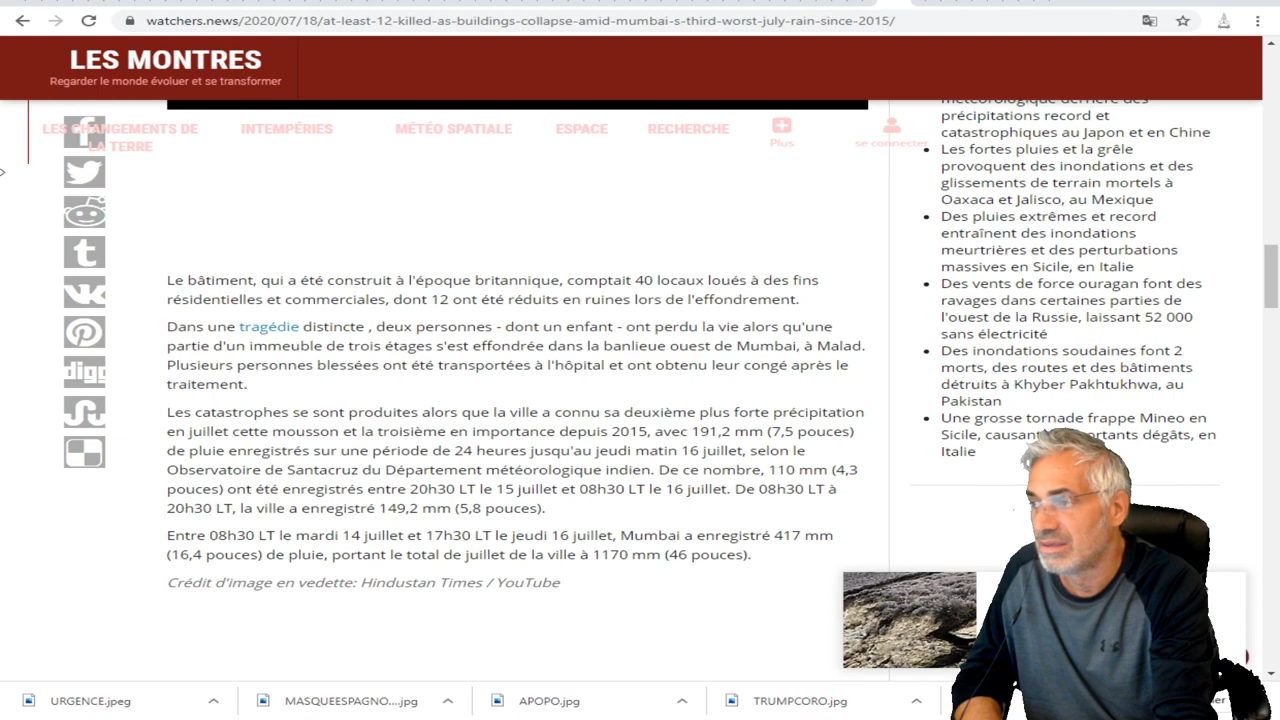 watchers.news/2020/07/18/at-least-12-killed-as-buildings-collapse-amid-mumbai-s-third-worst-july-rain-since-2015/
LES MONTRES
Regarder le monde évoluer et se transformer
LES CHANGEMENTS DE
LA TERRE
INTEMPÉRIES
MÉTÉO SPATIALE
ESPACE
RECHERCHE
Plus
se connecter
Le bâtiment, qui a été construit à l'époque britannique, comptait 40 locaux loués à des fins
résidentielles et commerciales, dont 12 ont été réduits en ruines lors de l'effondrement.
Dans une tragédie distincte , deux personnes - dont un enfant - ont perdu la vie alors qu'une
partie d'un immeuble de trois étages s'est effondrée dans la banlieue ouest de Mumbai, à Malad.
Plusieurs personnes blessées ont été transportées à l'hôpital et ont obtenu leur congé après le
traitement.
Les catastrophes se sont produites alors que la ville a connu sa deuxième plus forte précipitation
en juillet cette mousson et la troisième en importance depuis 2015, avec 191,2 mm (7,5 pouces)
de pluie enregistrés sur une période de 24 heures jusqu'au jeudi matin 16 juillet, selon le
Observatoire de Santacruz du Département météorologique indien. De ce nombre, 110 mm (4,3
pouces) ont été enregistrés entre 20h30 LT le 15 juillet et 08h30 LT le 16 juillet. De 08h30 LT à
20h30 LT, la ville a enregistré 149,2 mm (5,8 pouces).
Entre 08h30 LT le mardi 14 juillet et 17h30 LT le jeudi 16 juillet, Mumbai a enregistré 417 mm
(16,4 pouces) de pluie, portant le total de juillet de la ville à 1170 mm (46 pouces).
Crédit d'image en vedette: Hindustan Times / YouTube
météorologique derrière des
précipitations record et
catastrophiques au Japon et en Chine
Les fortes pluies et la grêle
provoquent des inondations et des
glissements de terrain mortels à
Oaxaca et Jalisco, au Mexique
Des pluies extrêmes et record
entraînent des inondations
meurtrières et des perturbations
massives en Sicile, en Italie
Des vents de force ouragan font des
ravages dans certaines parties de
l'ouest de la Russie, laissant 52 000
sans électricité
Des inondations soudaines font 2
morts, des routes et des bâtiments
détruits à Khyber Pakhtukhwa, au
Pakistan
Une grosse tornade frappe Mineo en
Sicile, dégâts, en
Italie
digg
URGENCE.jpeg
MASQUEESPAGNO....jpg
APOPO.jpg
TRUMPCORO.jpg